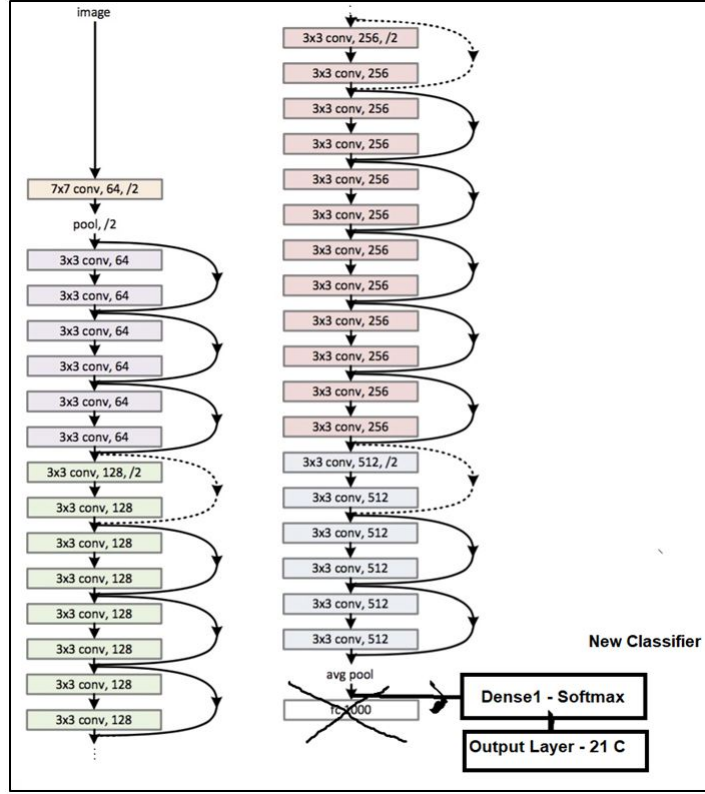 image
7x7 conv, 64, /2
pool, /2
3x3 conv, 64
3x3 conv, 64
3x3 conv, 64
3x3 conv, 64
3x3 conv, 64
3x3 conv, 64
3x3 conv, 128, /2
3x3 conv, 128
3x3 conv, 128
3x3 conv, 128
3x3 conv, 128
3x3 conv, 128
3x3 conv, 128
3x3 conv, 128
3x3 conv, 256, /2
3x3 conv, 256
3x3 conv, 256
3x3 conv, 256
3x3 conv, 256
3x3 conv, 256
3x3 conv, 256
3x3 conv, 256
3x3 conv, 256
3x3 conv, 256
3x3 conv, 256
3x3 conv, 256
3x3 conv, 512, /2
3x3 conv, 512
3x3 conv, 512
3x3 conv, 512
3x3 conv, 512
3x3 conv, 512
avg pool
fc 1000
New Classifier
Dense1 - Softmax
Output Layer - 21 C